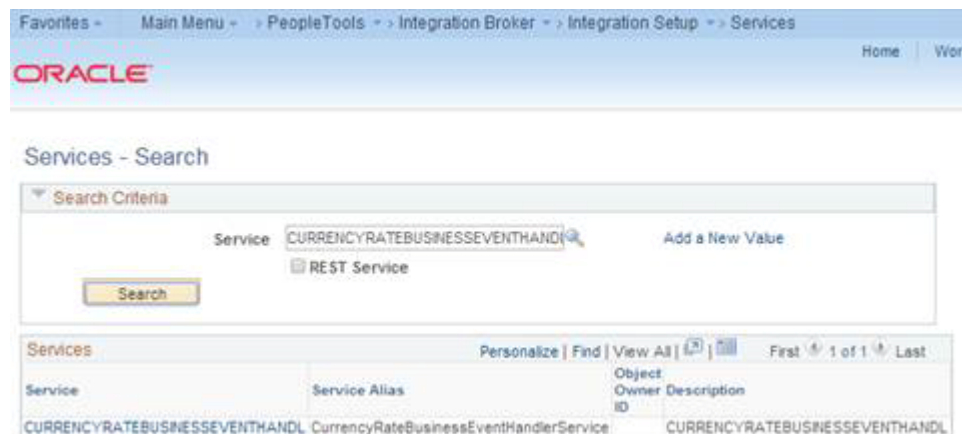 Favorites Main Menu > PeopleTools > Integration Broker > Integration Setup > Services
Home Wor
ORACLE
Services - Search
Search Criteria
Service CURRENCYRATEBUSINESSEVENTHANDL Add a New Value
REST Service
Search
Services Personalize | Find | View All | | First 1 of 1 Last
Service Service Alias Object Owner ID Description
CURRENCYRATEBUSINESSEVENTHANDL CurrencyRateBusinessEventHandlerService CURRENCYRATEBUSINESSEVENTHANDL